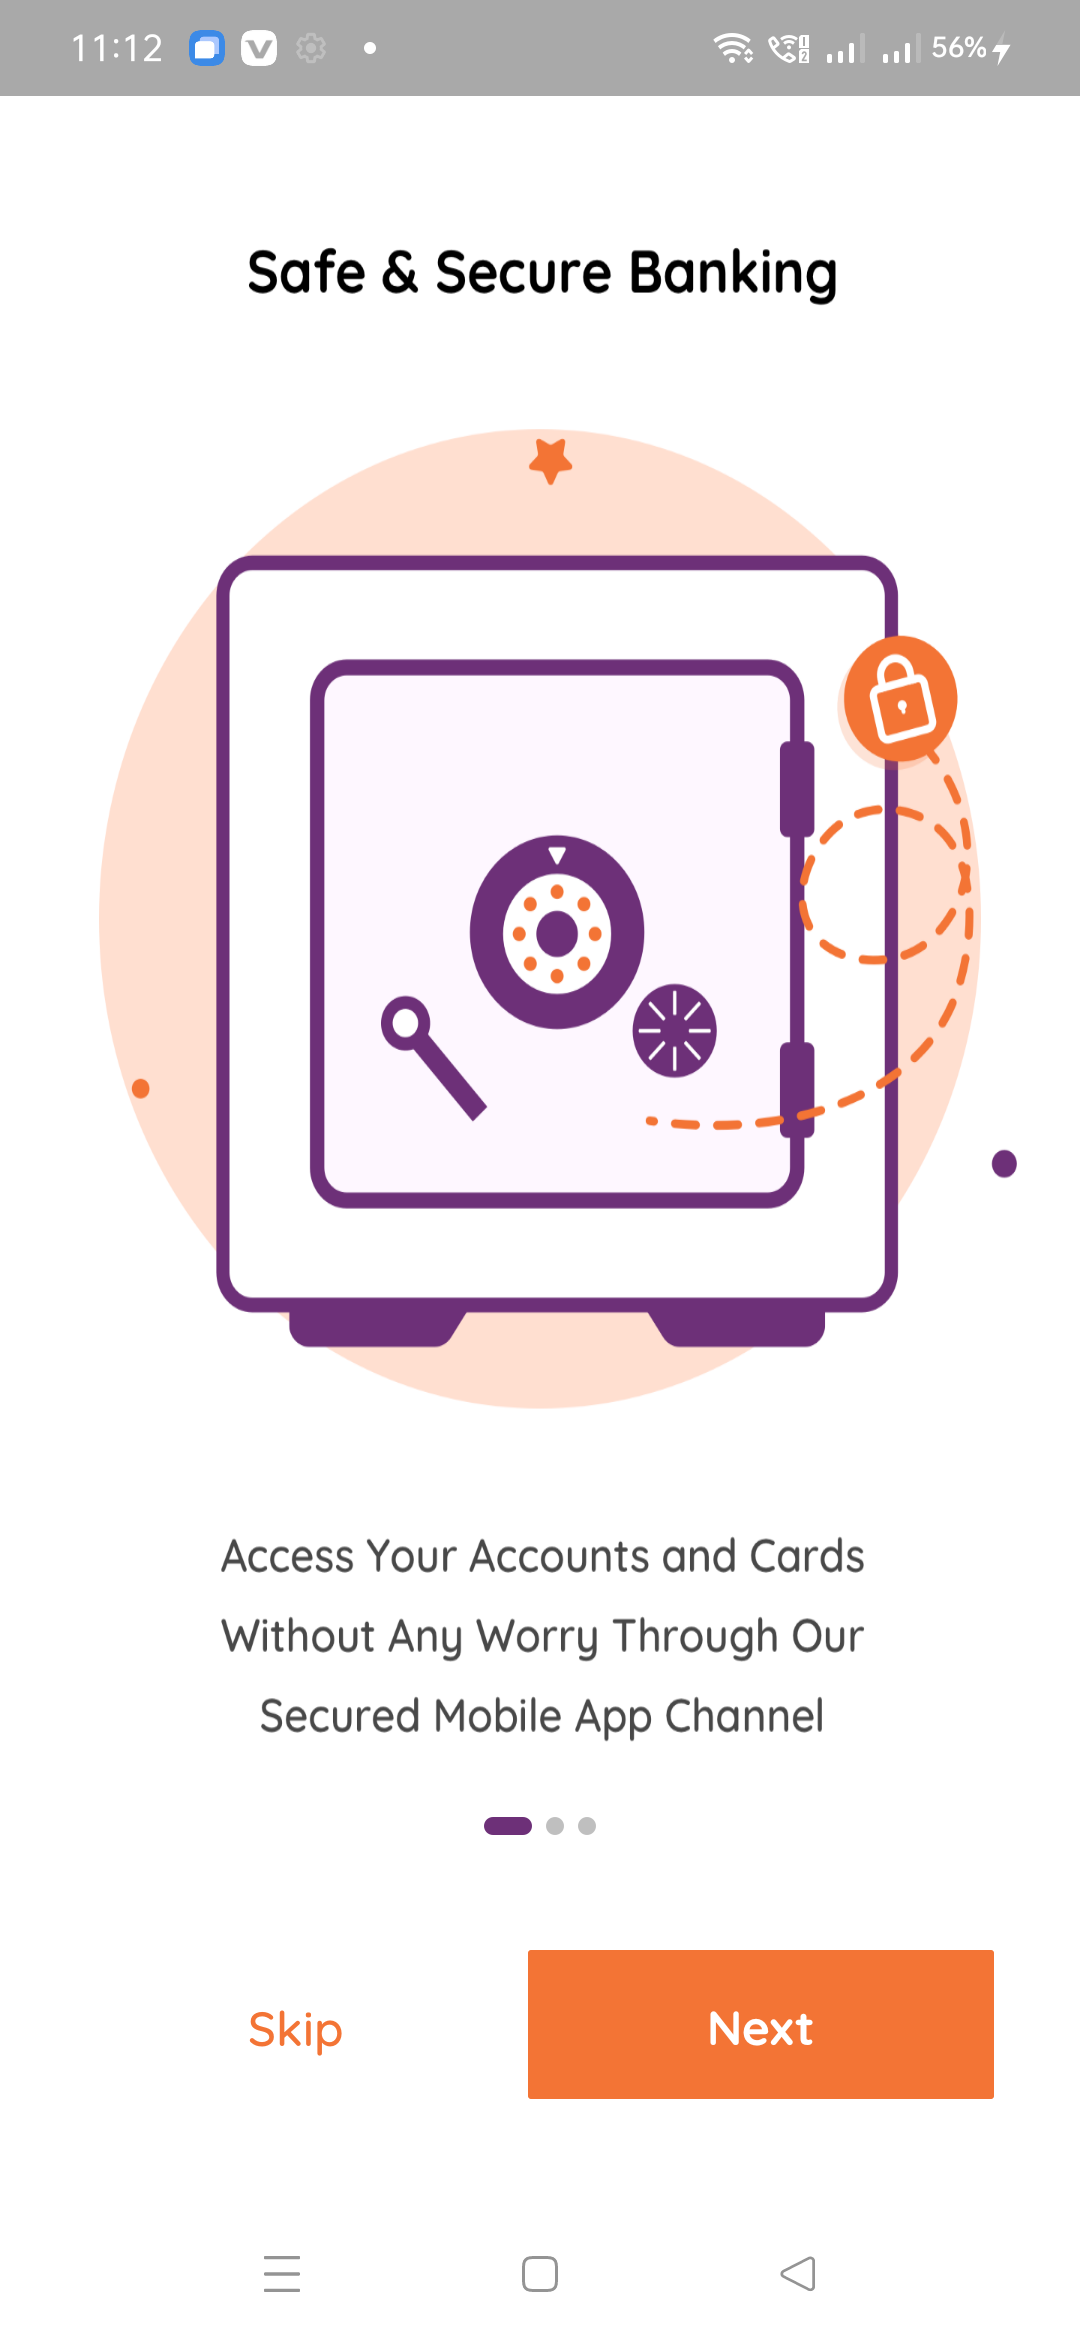 11:12
56%
Safe & Secure Banking
Access Your Accounts and Cards
Without Any Worry Through Our
Secured Mobile App Channel
Skip
Next